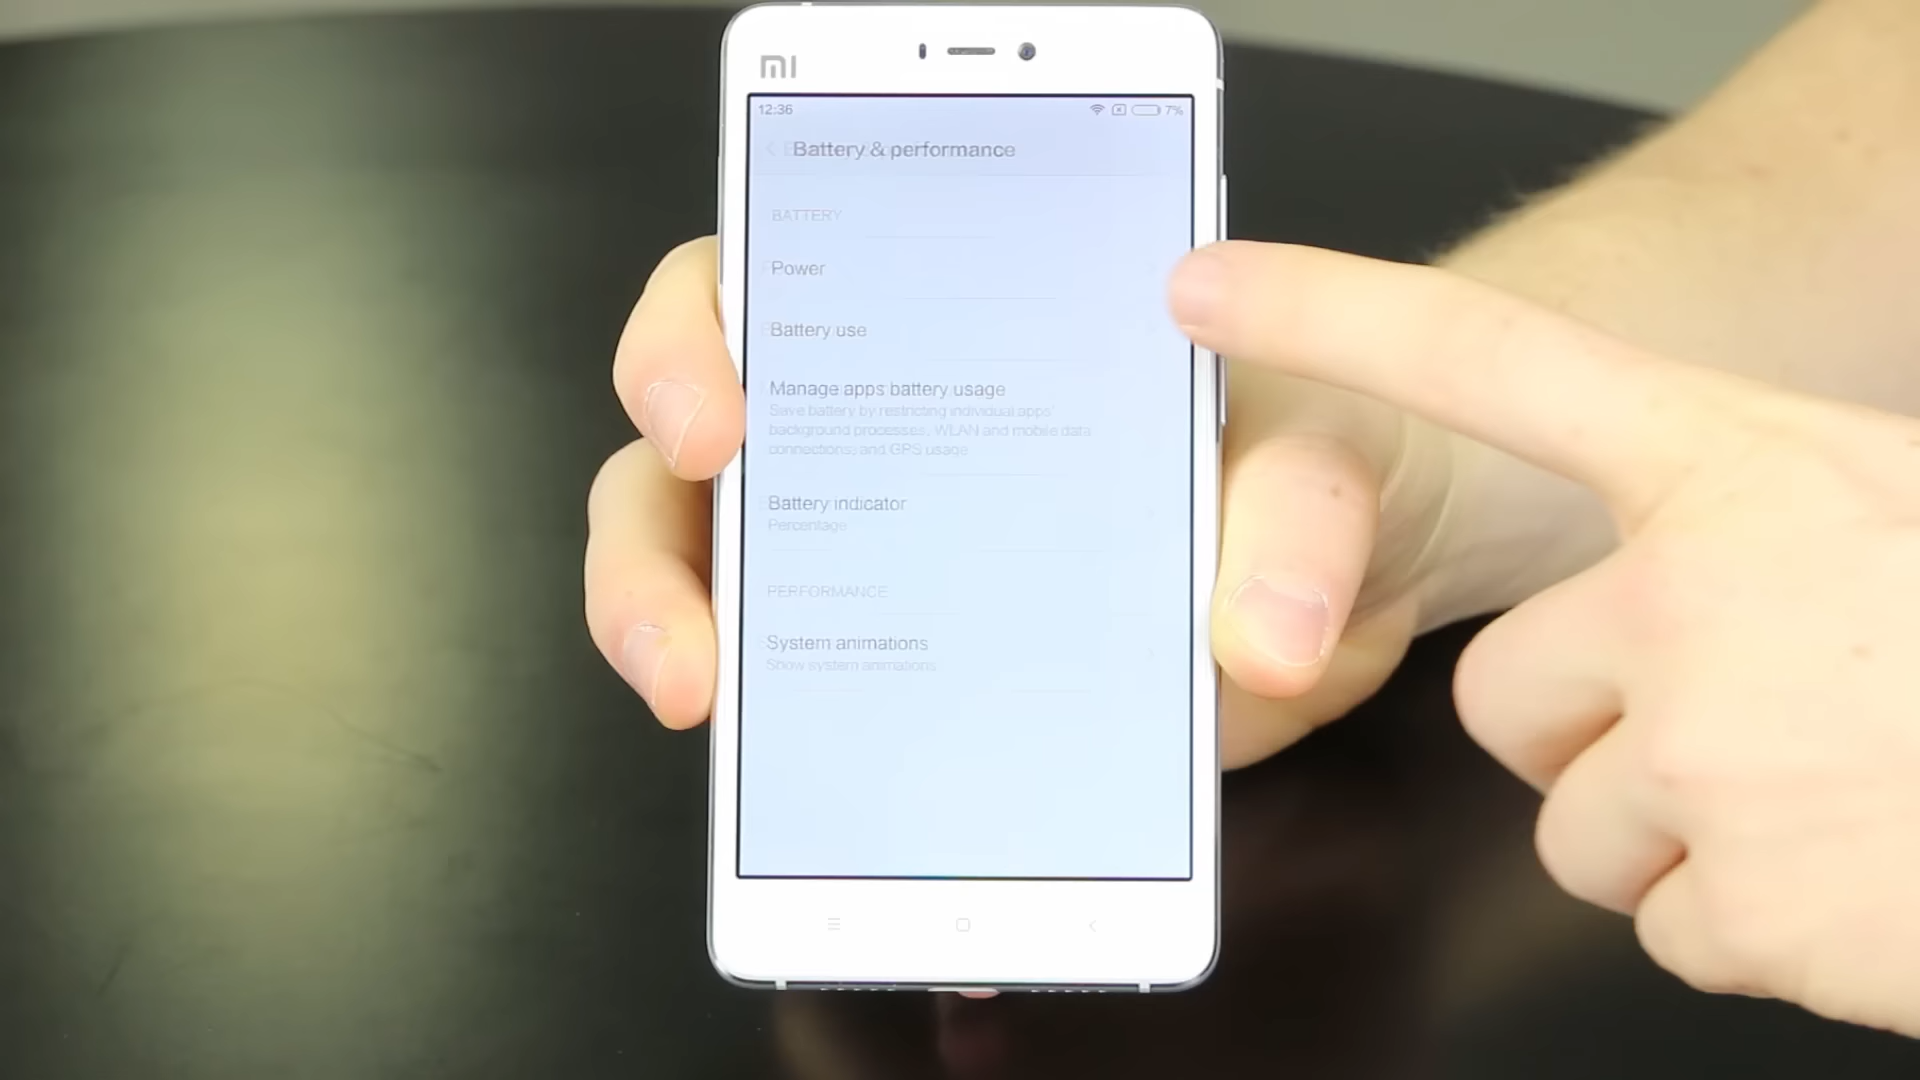 MI
12:36
7%
Battery & performance
BATTERY
Power
Battery use
Manage apps battery usage
Save battery by restricting individual apps'
background processes, WLAN and mobile data
connections, and GPS usage
Battery indicator
Percentage
PERFORMANCE
System animations
Show system animations